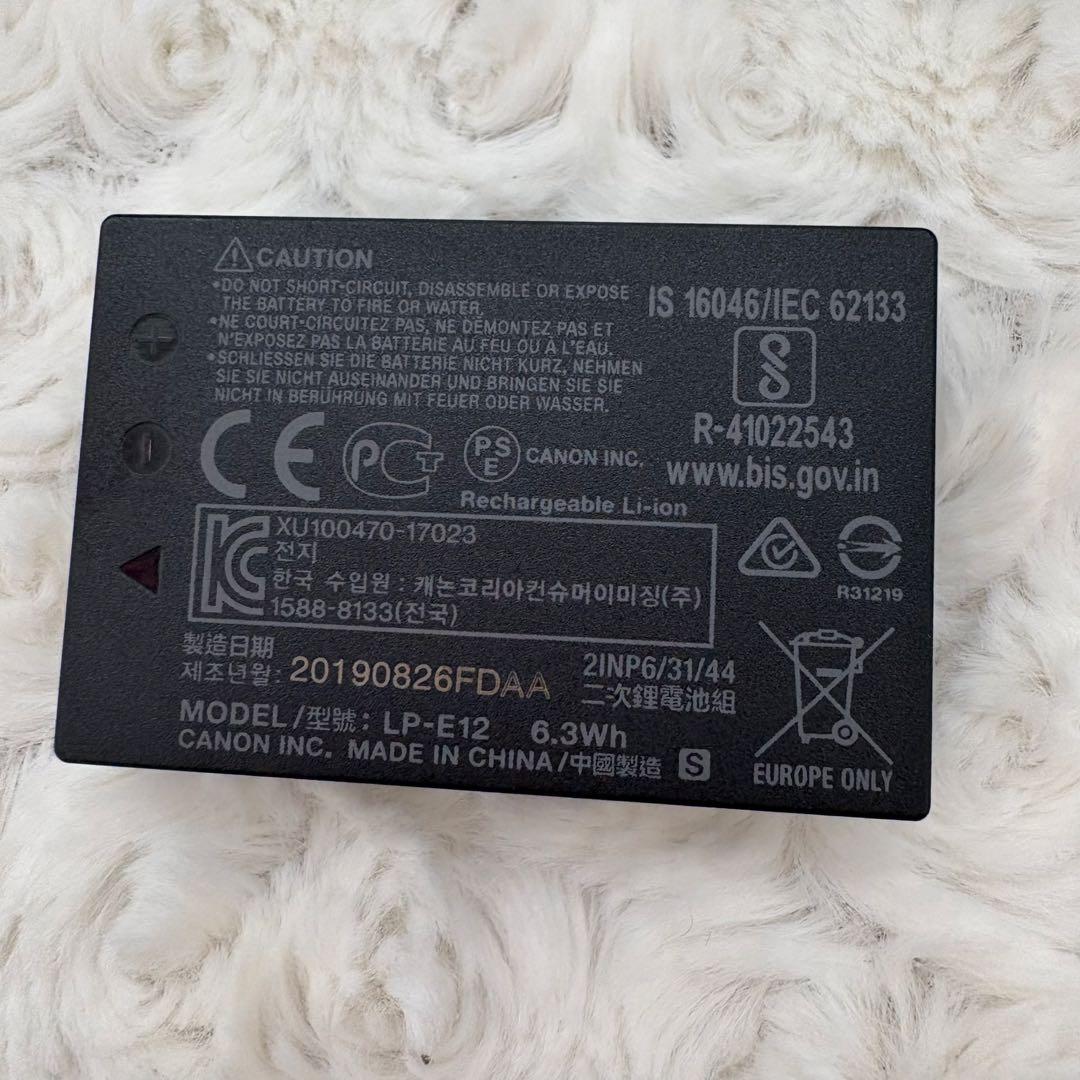 CAUTION
•DO NOT SHORT-CIRCUIT, DISASSEMBLE OR EXPOSE
THE BATTERY TO FIRE OR WATER.
•NE COURT-CIRCUITEZ PAS, NE DÉMONTEZ PAS ET
N'EXPOSEZ PAS LA BATTERIE AU FEU OU À L'EAU.
•SCHLIESSEN SIE DIE BATTERIE NICHT KURZ, NEHMEN
SIE SIE NICHT AUSEINANDER UND BRINGEN SIE SIE
NICHT IN BERÜHRUNG MIT FEUER ODER WASSER.
IS 16046/IEC 62133
R-41022543
www.bis.gov.in
CE PCT PSE CANON INC.
Rechargeable Li-ion
KC
XU100470-17023
전지
한국 수입원 : 캐논코리아컨슈머이미징(주)
1588-8133(전국)
R31219
製造日期
제조년월: 20190826FDAA
2INP6/31/44
二次鋰電池組
MODEL/型號: LP-E12 6.3Wh
CANON INC. MADE IN CHINA/中國製造 S
EUROPE ONLY